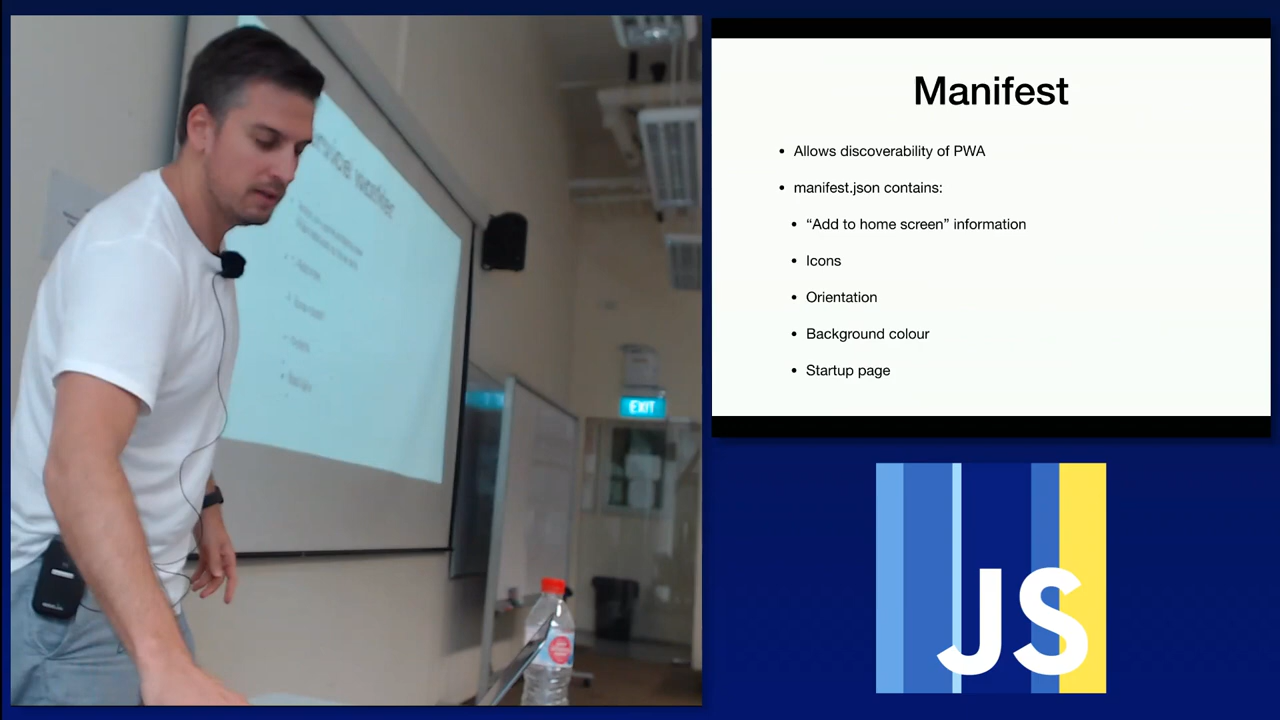 Manifest
• Allows discoverability of PWA
• manifest.json contains:
• “Add to home screen” information
• Icons
• Orientation
• Background colour
• Startup page
EXIT
JS